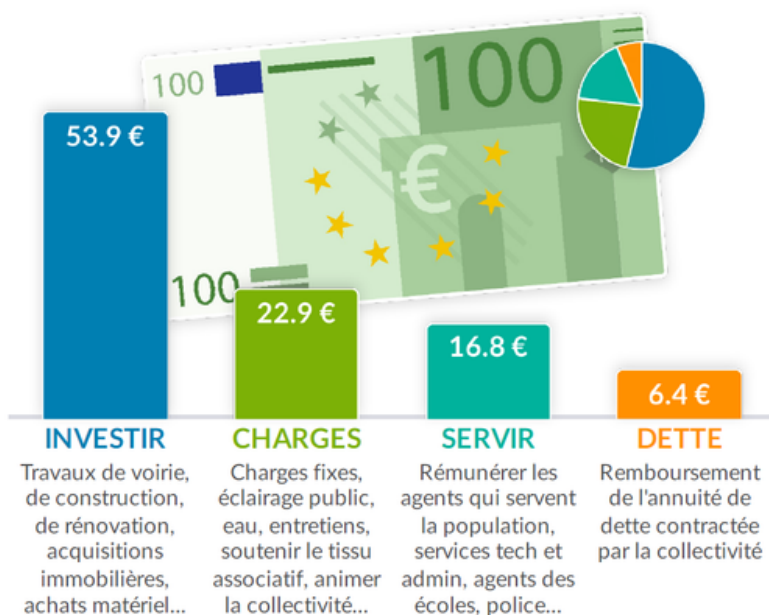 100
100
€
100
53.9 €
22.9 €
16.8 €
6.4 €
INVESTIR
Travaux de voirie,
de construction,
de rénovation,
acquisitions
immobilières,
achats matériel...
CHARGES
Charges fixes,
éclairage public,
eau, entretiens,
soutenir le tissu
associatif, animer
la collectivité...
SERVIR
Rémunérer les
agents qui servent
la population,
services tech et
admin, agents des
écoles, police...
DETTE
Remboursement
de l'annuité de
dette contractée
par la collectivité